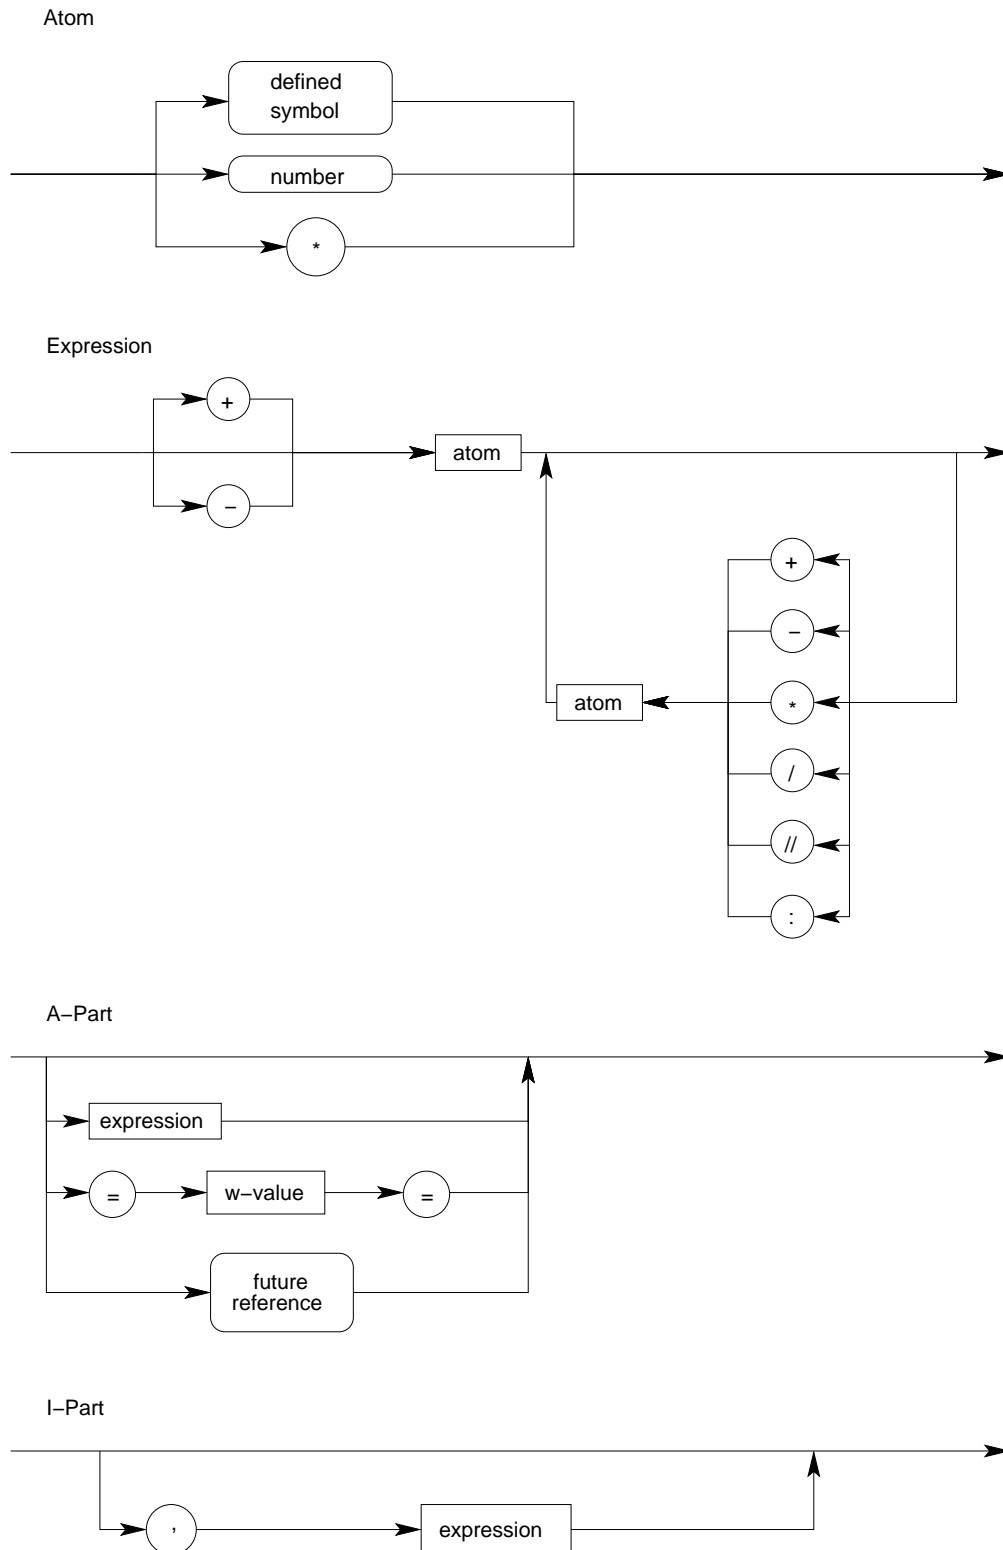 Atom
defined
symbol
number
*
Expression
+
atom
−
+
−
atom
*
/
//
:
A−Part
expression
= w−value =
future
reference
I−Part
, expression